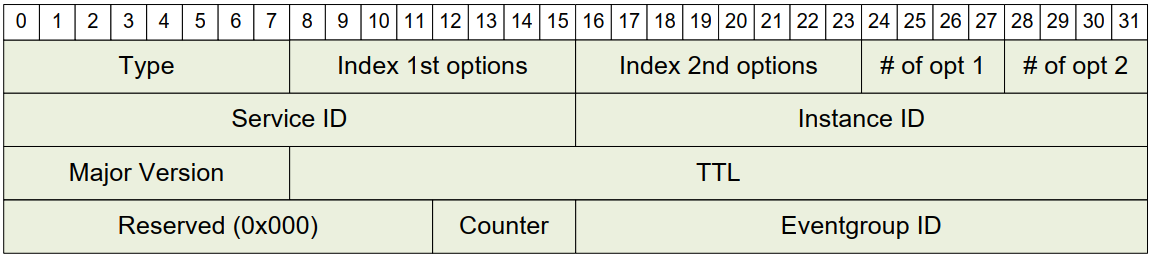 0 1 2 3 4 5 6 7 8 9 10 11 12 13 14 15 16 17 18 19 20 21 22 23 24 25 26 27 28 29 30 31
Type Index 1st options Index 2nd options # of opt 1 # of opt 2
Service ID Instance ID
Major Version TTL
Reserved (0x000) Counter Eventgroup ID